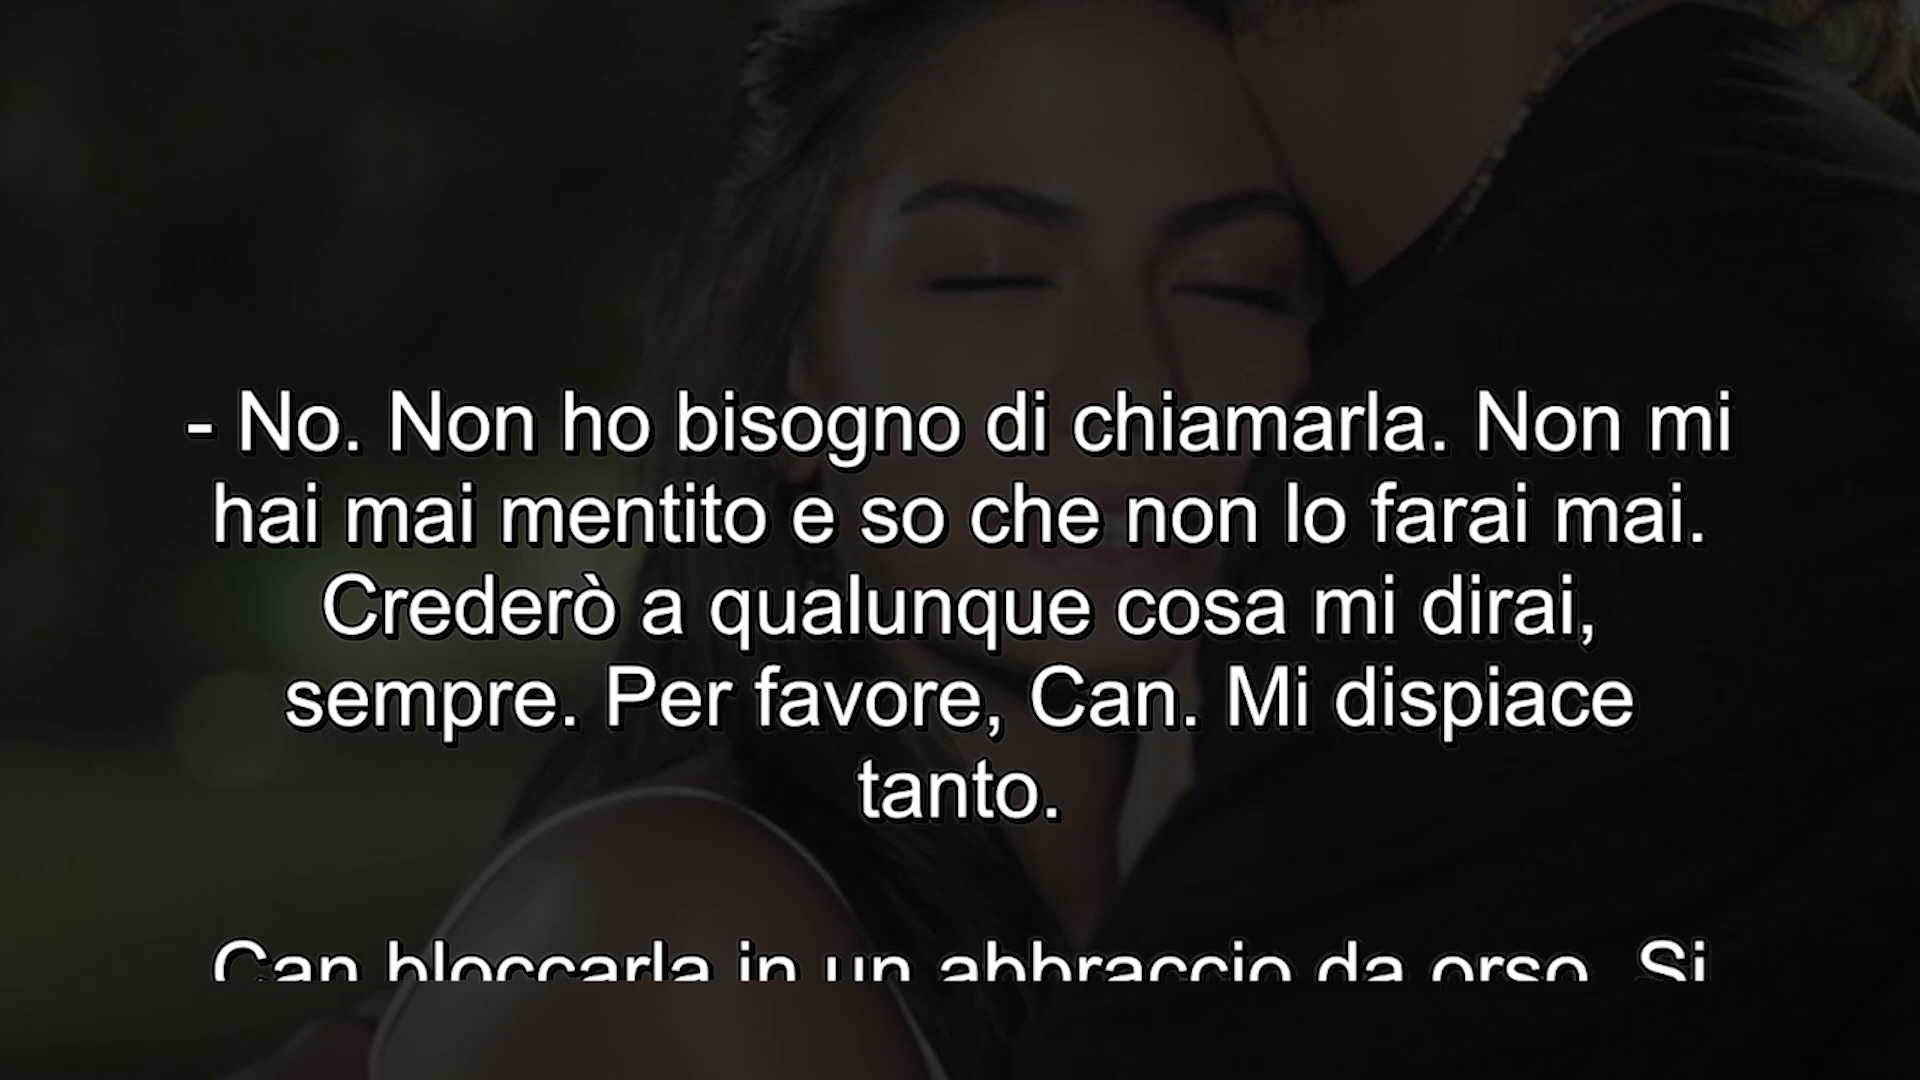 - No. Non ho bisogno di chiamarla. Non mi
hai mai mentito e so che non lo farai mai.
Crederò a qualunque cosa mi dirai,
sempre. Per favore, Can. Mi dispiace
tanto.
Can bloccarla in un abbraccio da orso. Si